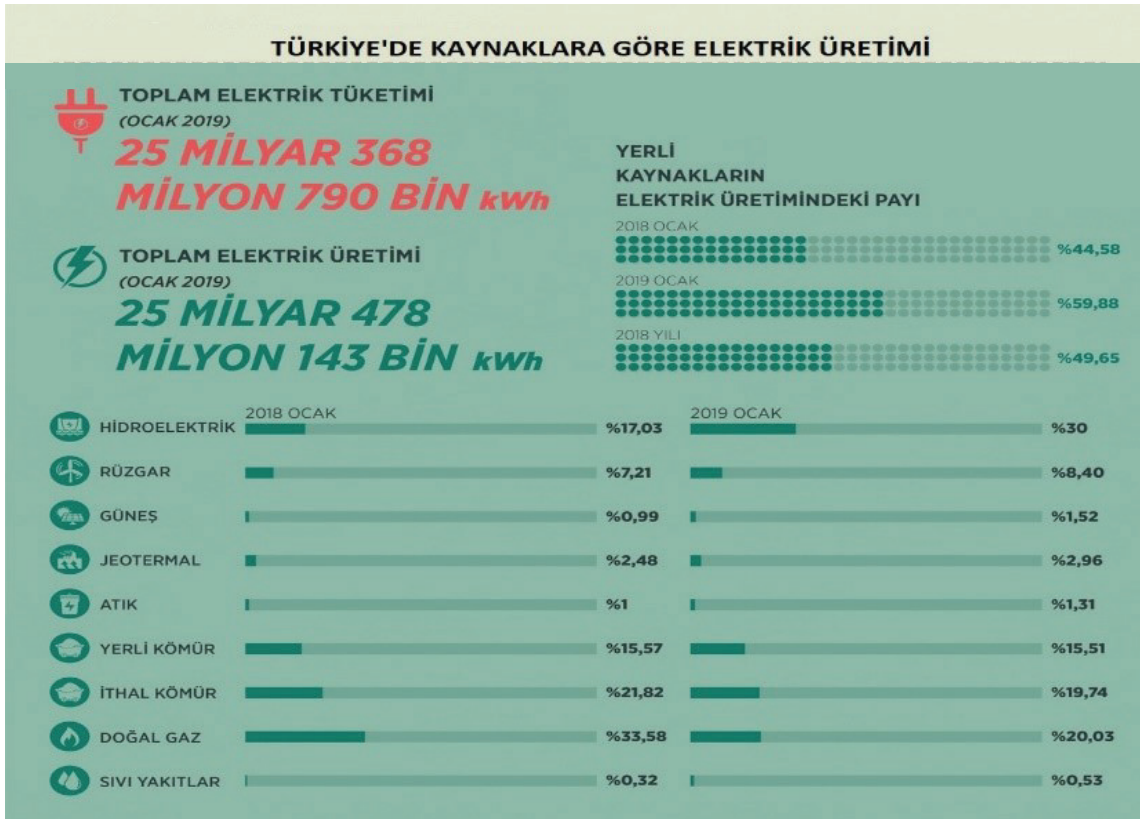 TÜRKİYE'DE KAYNAKLARA GÖRE ELEKTRİK ÜRETİMİ
TOPLAM ELEKTRİK TÜKETİMİ
(OCAK 2019)
25 MİLYAR 368
MİLYON 790 BİN kWh
TOPLAM ELEKTRİK ÜRETİMİ
(OCAK 2019)
25 MİLYAR 478
MİLYON 143 BİN kWh
YERLİ
KAYNAKLARIN
ELEKTRİK ÜRETİMİNDEKİ PAYI
2018 OCAK
%44,58
2019 OCAK
%59,88
2018 YILI
%49,65
2018 OCAK 2019 OCAK
HİDROELEKTRİK %17,03 %30
RÜZGAR %7,21 %8,40
GÜNEŞ %0,99 %1,52
JEOTERMAL %2,48 %2,96
ATIK %1 %1,31
YERLİ KÖMÜR %15,57 %15,51
İTHAL KÖMÜR %21,82 %19,74
DOĞAL GAZ %33,58 %20,03
SIVI YAKITLAR %0,32 %0,53